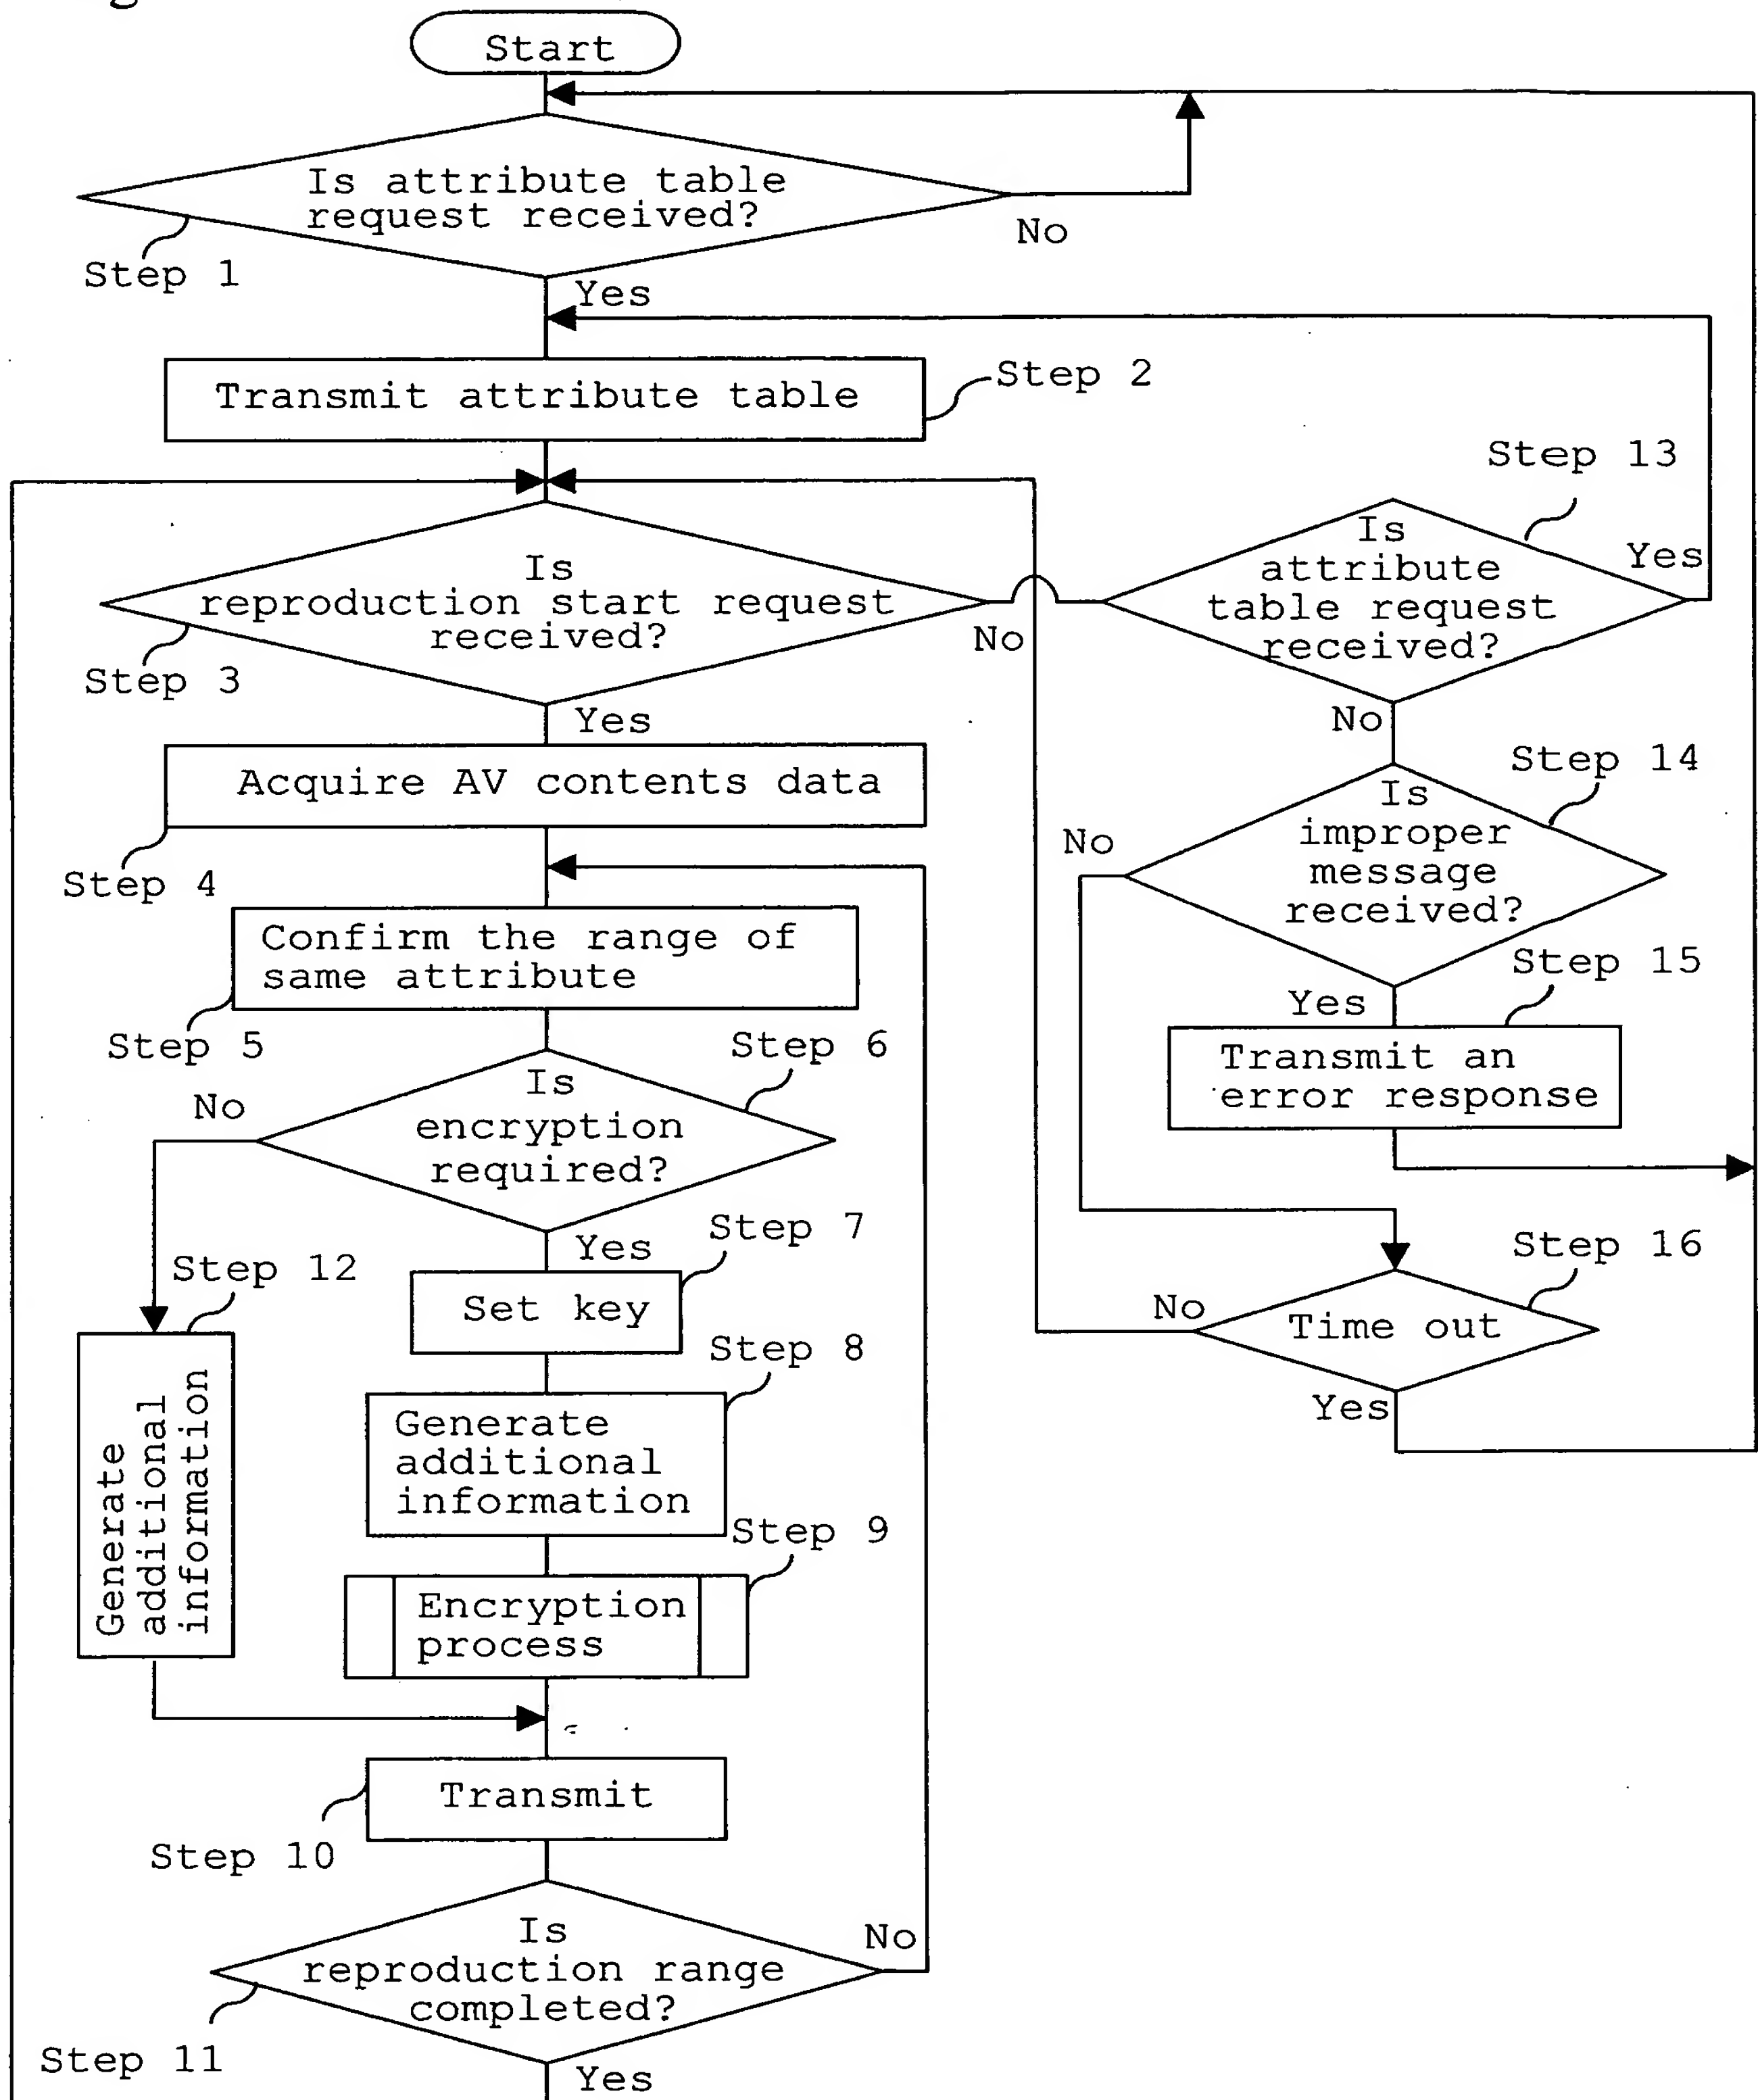 Start
Is attribute table
request received?
No
Step 1
Yes
Transmit attribute table
Step 2
Is
reproduction start request
received?
No
Step 3
Yes
Step 13
Is
attribute
table request
received?
Yes
No
Acquire AV contents data
Step 4
Step 14
Is
improper
message
received?
No
Yes
Confirm the range of
same attribute
Step 5
Step 15
Transmit an
error response
Step 6
Is
encryption
required?
No
Yes
Step 7
Set key
Step 16
Time out
No
Yes
Step 12
Generate
additional
information
Step 8
Generate
additional
information
Step 9
Encryption
process
Transmit
Step 10
Is
reproduction range
completed?
No
Step 11
Yes